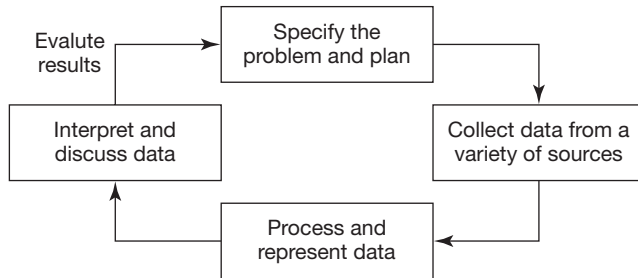 Evalute
results
Specify the
problem and plan
Collect data from a
variety of sources
Process and
represent data
Interpret and
discuss data